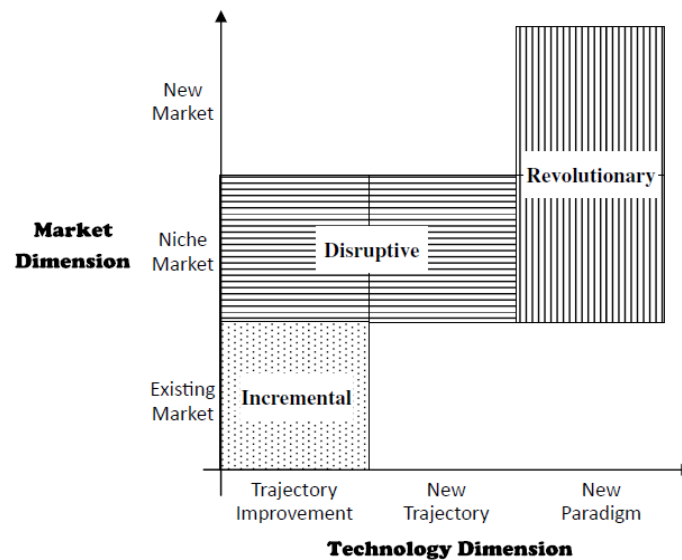 New
Market
Revolutionary
Market
Dimension
Niche
Market
Disruptive
Existing
Market
Incremental
Trajectory
Improvement
New
Trajectory
New
Paradigm
Technology Dimension